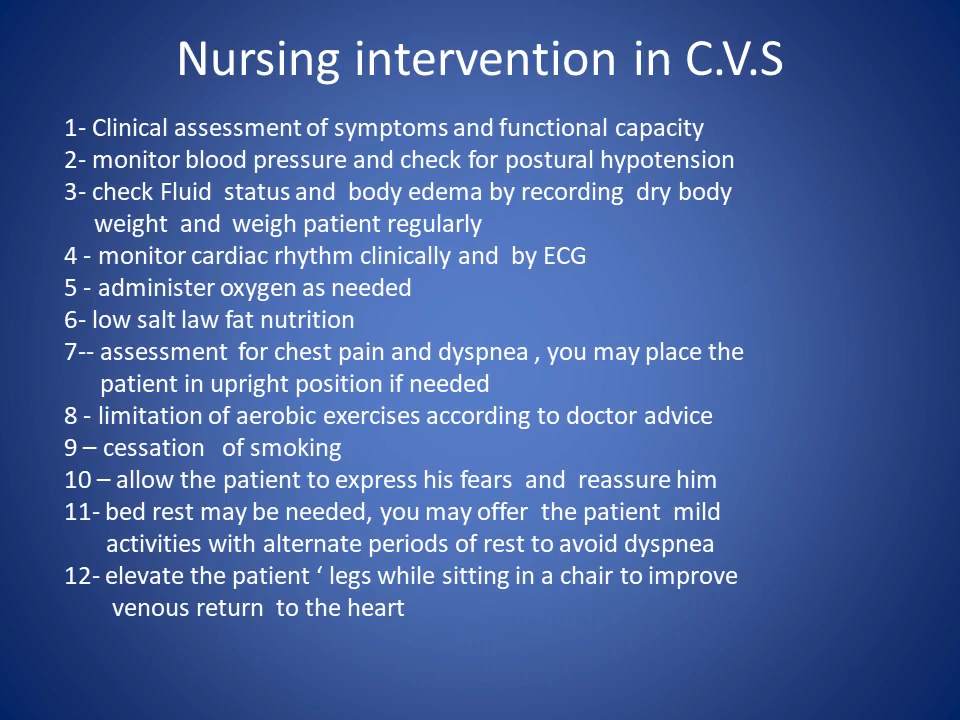 Nursing intervention in C.V.S
1- Clinical assessment of symptoms and functional capacity
2- monitor blood pressure and check for postural hypotension
3- check Fluid status and body edema by recording dry body
weight and weigh patient regularly
4 - monitor cardiac rhythm clinically and by ECG
5 - administer oxygen as needed
6- low salt law fat nutrition
7-- assessment for chest pain and dyspnea , you may place the
patient in upright position if needed
8 - limitation of aerobic exercises according to doctor advice
9 – cessation of smoking
10 – allow the patient to express his fears and reassure him
11- bed rest may be needed, you may offer the patient mild
activities with alternate periods of rest to avoid dyspnea
12- elevate the patient ‘ legs while sitting in a chair to improve
venous return to the heart